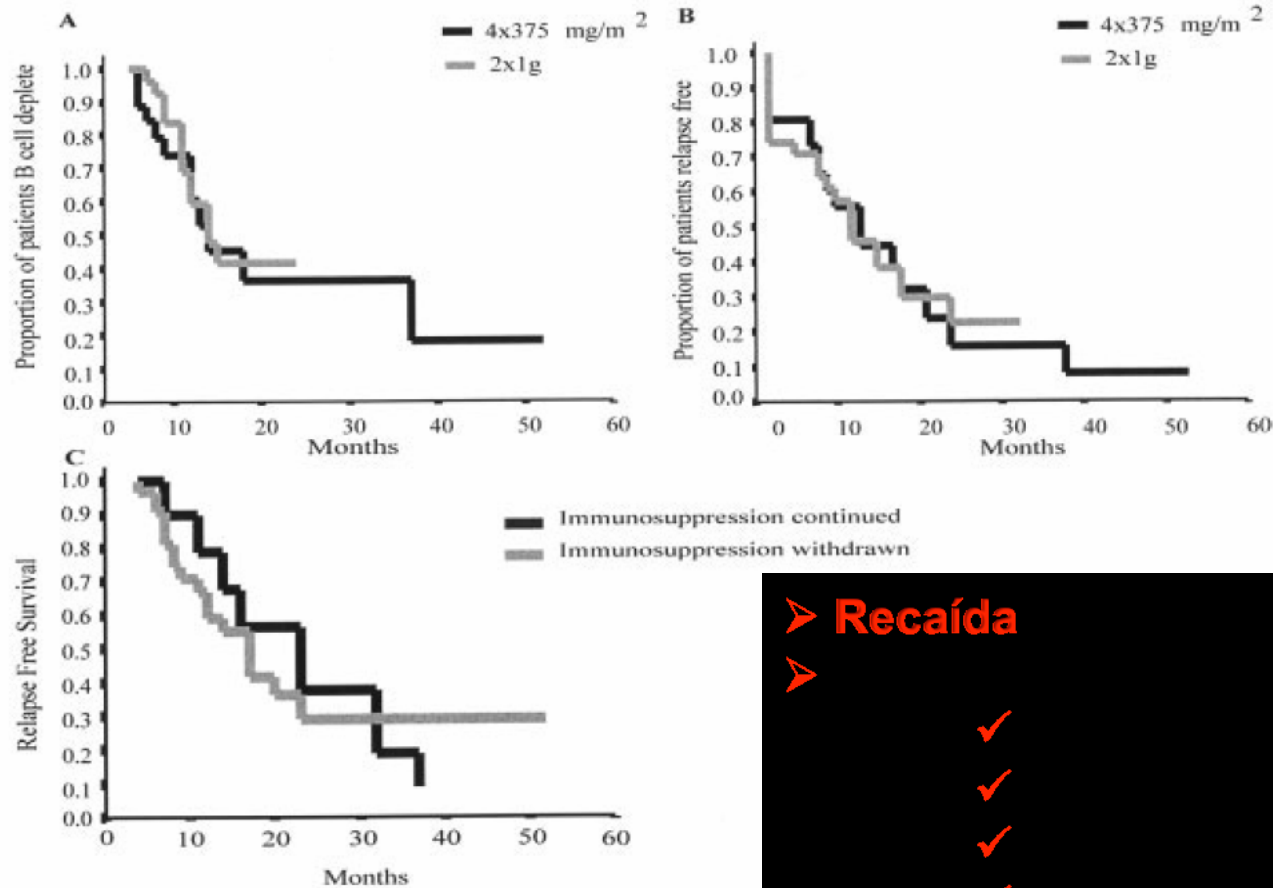 A
4x375 mg/m 2
2x1g
Proportion of patients B cell deplete
1.0
0.9
0.8
0.7
0.6
0.5
0.4
0.3
0.2
0.1
0.0
0 10 20 30 40 50 60
Months
B
4x375 mg/m 2
2x1g
Proportion of patients relapse free
1.0
0.9
0.8
0.7
0.6
0.5
0.4
0.3
0.2
0.1
0.0
0 10 20 30 40 50 60
Months
C
Immunosuppression continued
Immunosuppression withdrawn
Relapse Free Survival
1.0
0.9
0.8
0.7
0.6
0.5
0.4
0.3
0.2
0.1
0.0
0 10 20 30 40 50 60
Months
➢ Recaída
➢
✓
✓
✓